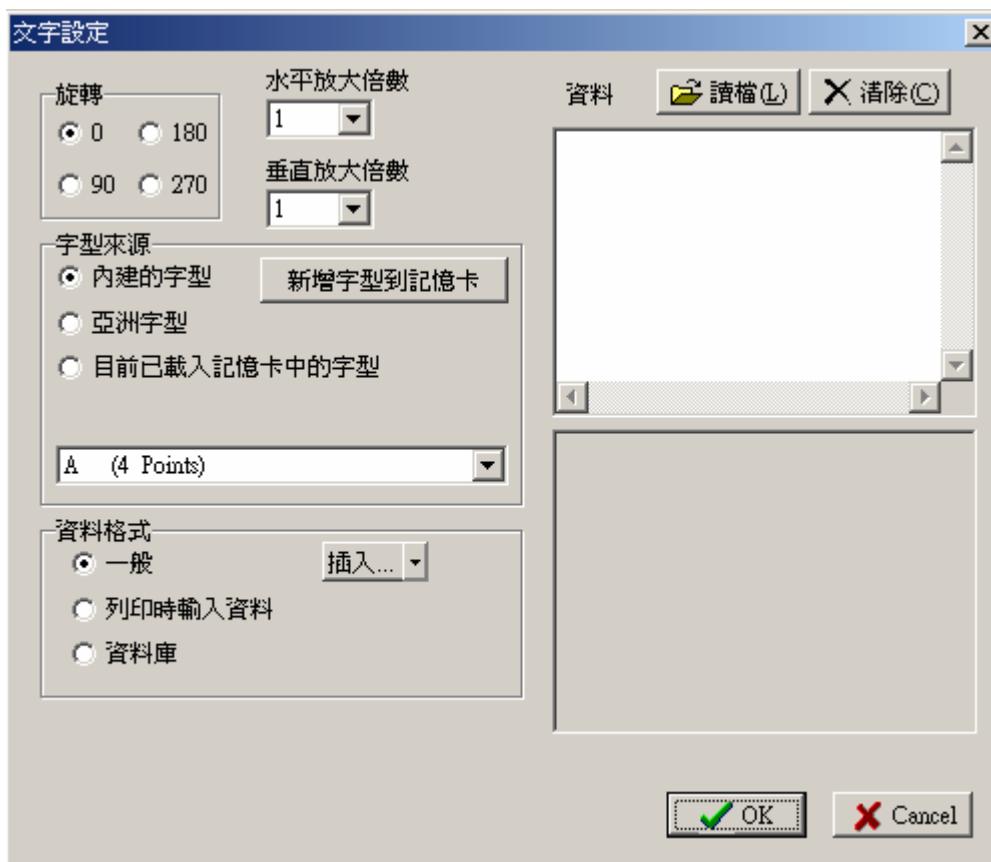 文字設定
旋轉
0
180
90
270
水平放大倍數
1
垂直放大倍數
1
字型來源
內建的字型
新增字型到記憶卡
亞洲字型
目前已載入記憶卡中的字型
A (4 Points)
資料格式
一般
插入...
列印時輸入資料
資料庫
資料
讀檔(L)
清除(C)
OK
Cancel